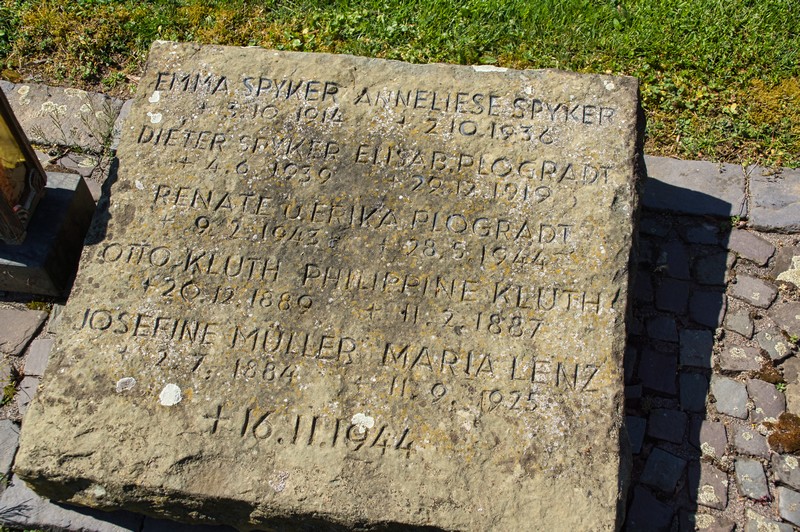 EMMA SPYKER ANNELIESE SPYKER
+ 3.10.1914 + 2.10.1936
DIETER SPYKER ELISAB. PLOGRADT
+ 4.6.1939 + 29.12.1919
RENATE U. ERIKA PLOGRADT
+ 9.2.1943 + 28.5.1944
OTTO KLUTH PHILIPPINE KLUTH
+ 20.12.1889 + 11.2.1887
JOSEFINE MÜLLER MARIA LENZ
+ 2.7.1884 + 11.9.1925
+ 16.11.1944